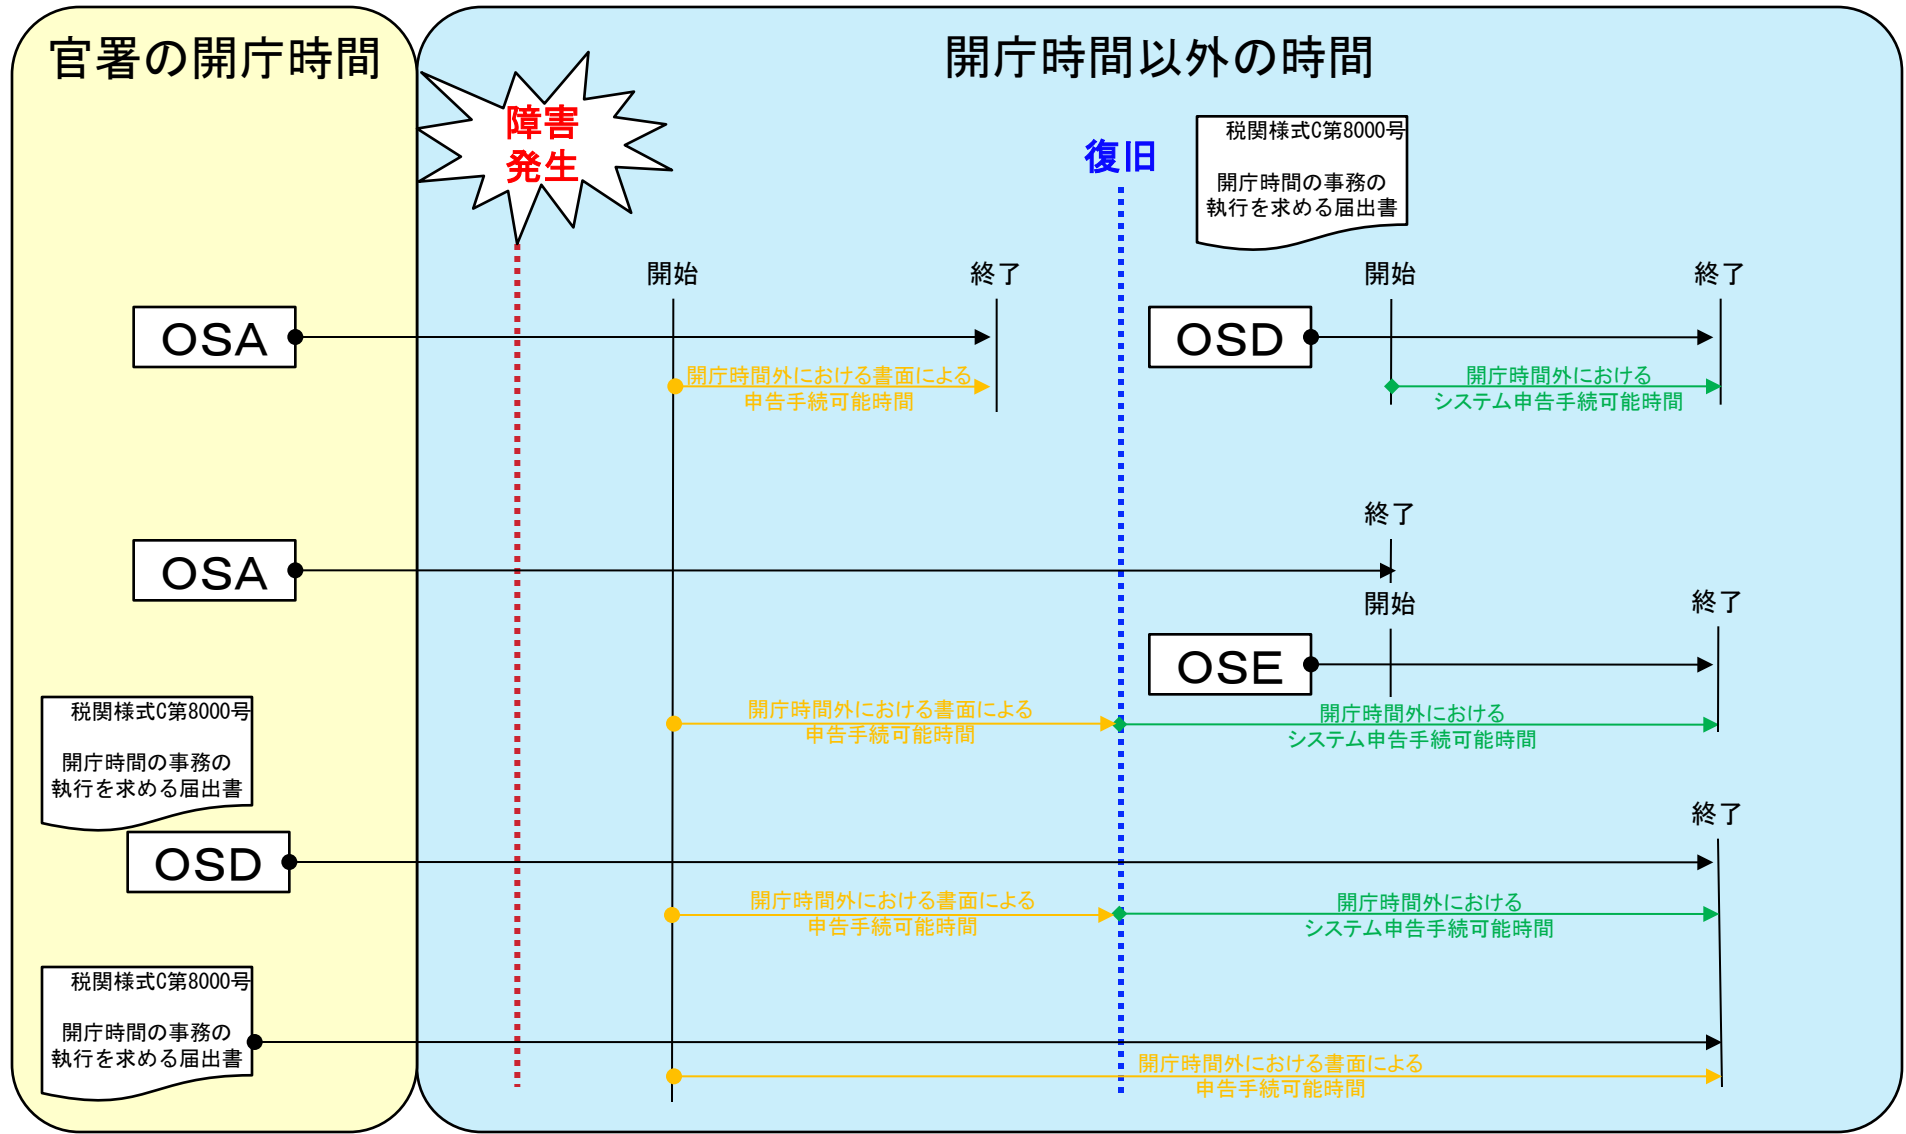 官署の開庁時間
開庁時間以外の時間
障害
発生
復旧
税関様式C第8000号
開庁時間の事務の
執行を求める届出書
開始
終了
開始
終了
OSA
OSD
開庁時間外における書面による
申告手続可能時間
開庁時間外における
システム申告手続可能時間
終了
OSA
開始
終了
OSE
税関様式C第8000号
開庁時間の事務の
執行を求める届出書
開庁時間外における書面による
申告手続可能時間
開庁時間外における
システム申告手続可能時間
終了
OSD
開庁時間外における書面による
申告手続可能時間
開庁時間外における
システム申告手続可能時間
税関様式C第8000号
開庁時間の事務の
執行を求める届出書
開庁時間外における書面による
申告手続可能時間